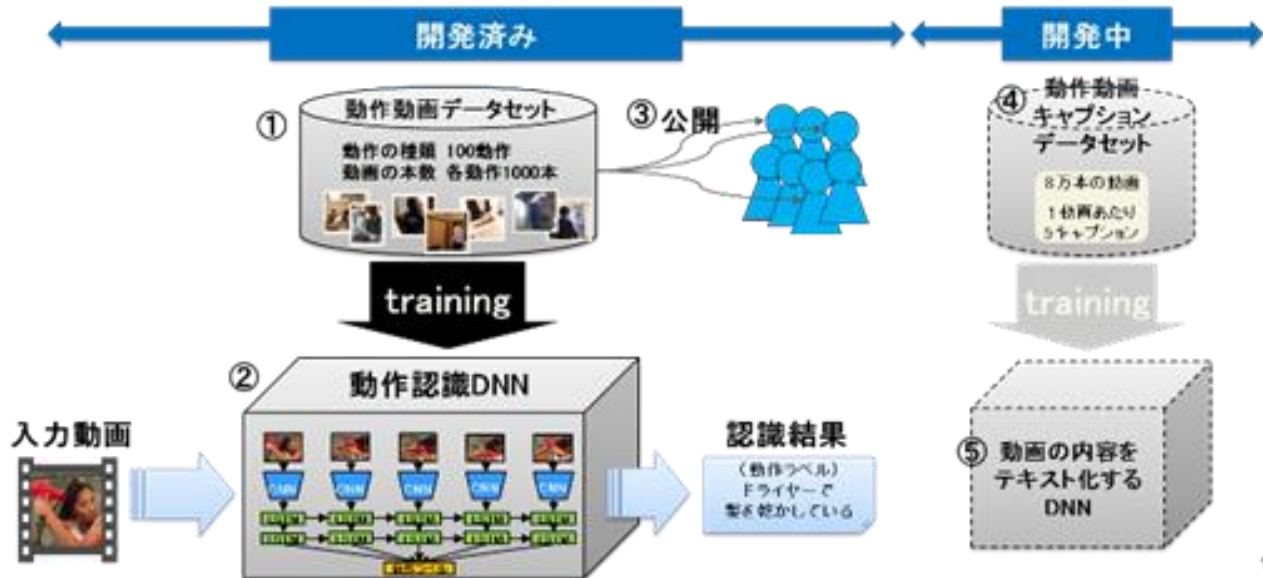 開発済み
開発中
①
動作動画データセット
動作の種類 100動作
動画の本数 各動作1000本
③公開
④
動作動画
キャプション
データセット
8万本の動画
1動画あたり
5キャプション
training
training
②
動作認識DNN
入力動画
DNN
DNN
CNN
CNN
DNN
認識結果
(動作ラベル)
ドライヤーで
髪を乾かしている
⑤
動画の内容を
テキスト化する
DNN